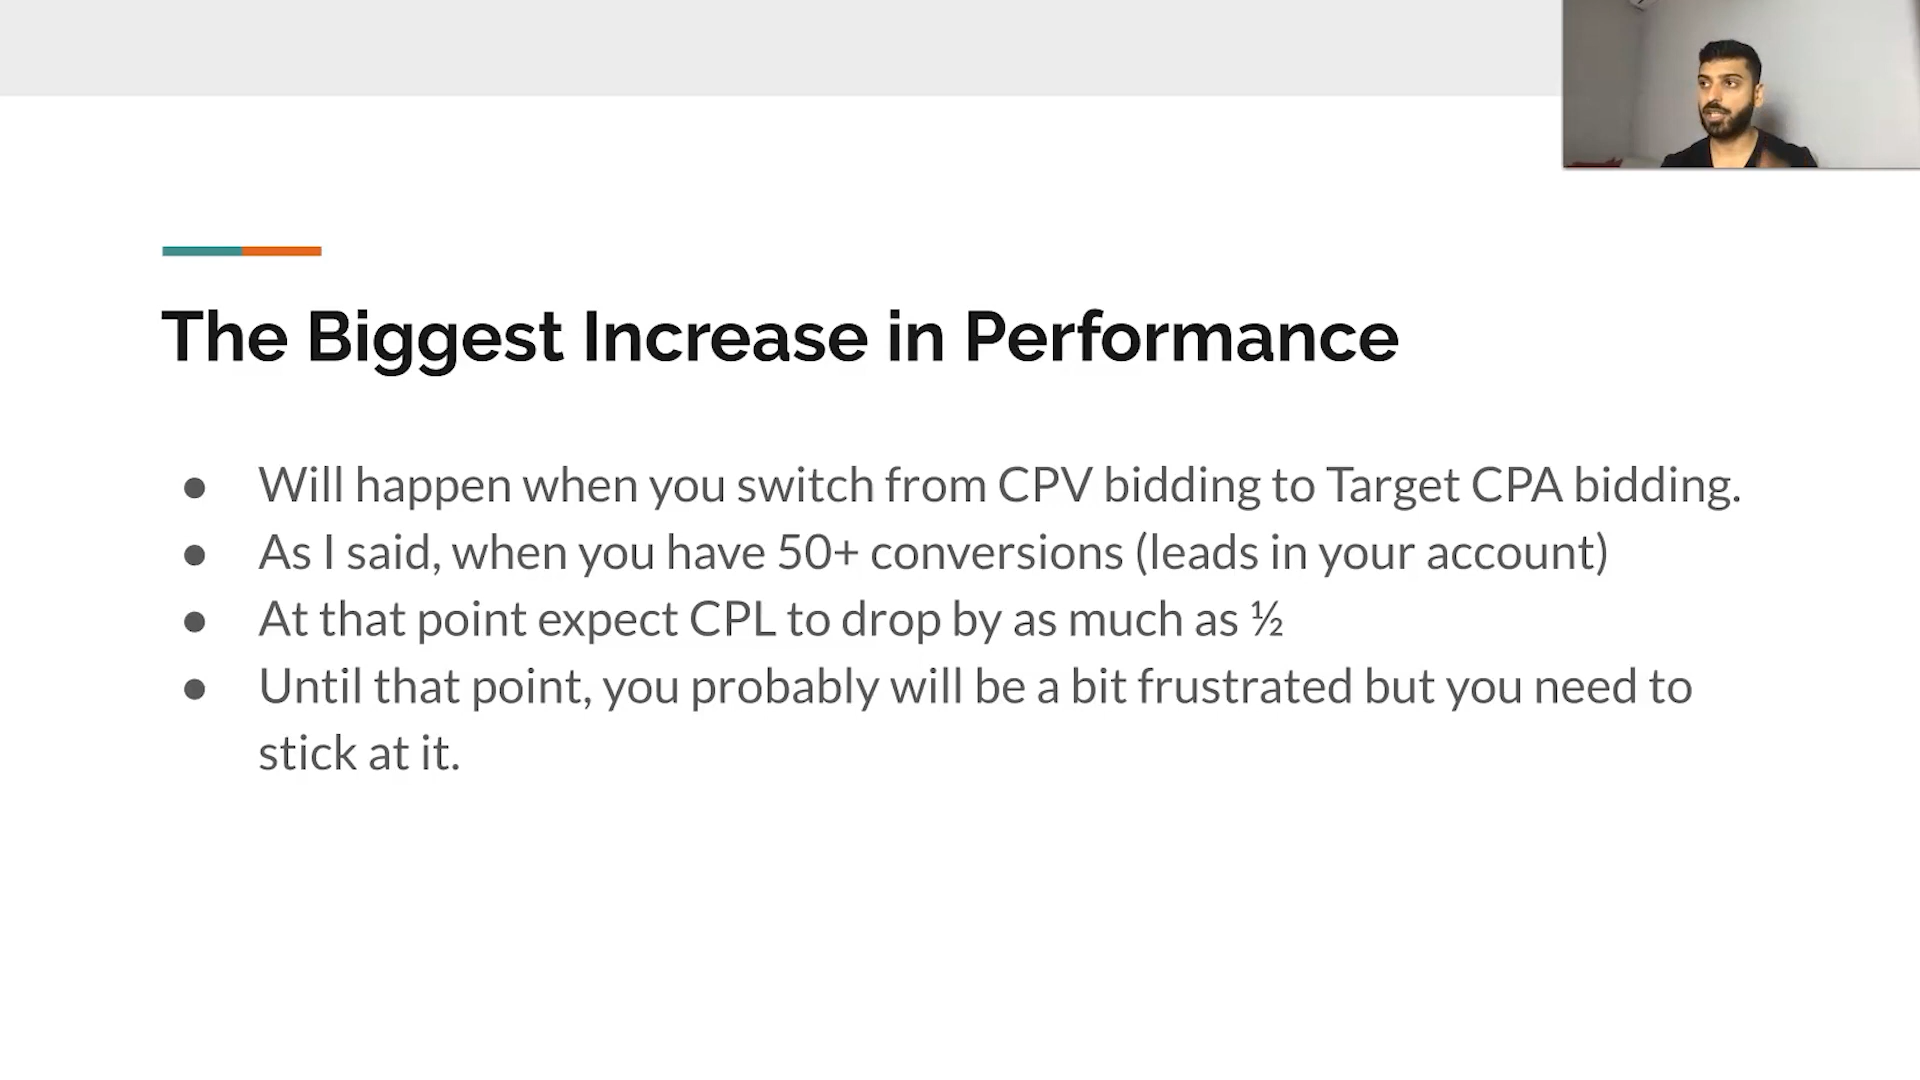 The Biggest Increase in Performance
● Will happen when you switch from CPV bidding to Target CPA bidding.
● As I said, when you have 50+ conversions (leads in your account)
● At that point expect CPL to drop by as much as ½
● Until that point, you probably will be a bit frustrated but you need to
stick at it.